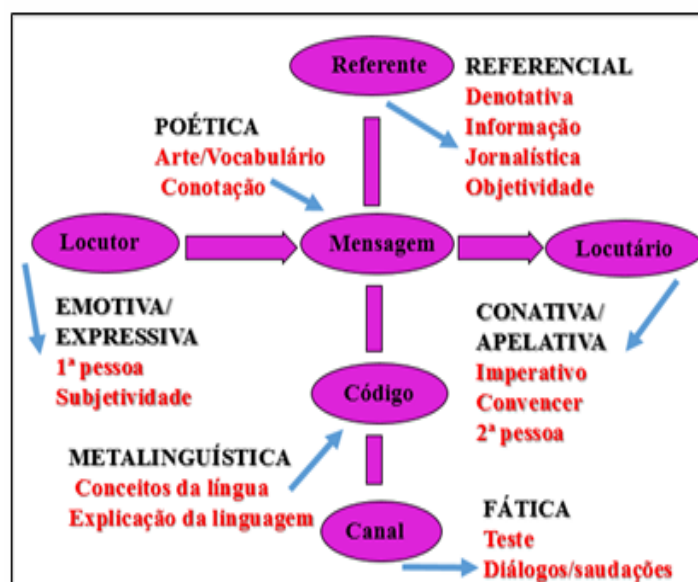 Referente
REFERENCIAL
Denotativa
Informação
Jornalística
Objetividade
POÉTICA
Arte/Vocabulário
Conotação
Locutor
Mensagem
Locutário
EMOTIVA/
EXPRESSIVA
1ª pessoa
Subjetividade
CONATIVA/
APELATIVA
Imperativo
Convencer
2ª pessoa
Código
METALINGUÍSTICA
Conceitos da língua
Explicação da linguagem
Canal
FÁTICA
Teste
Diálogos/saudações